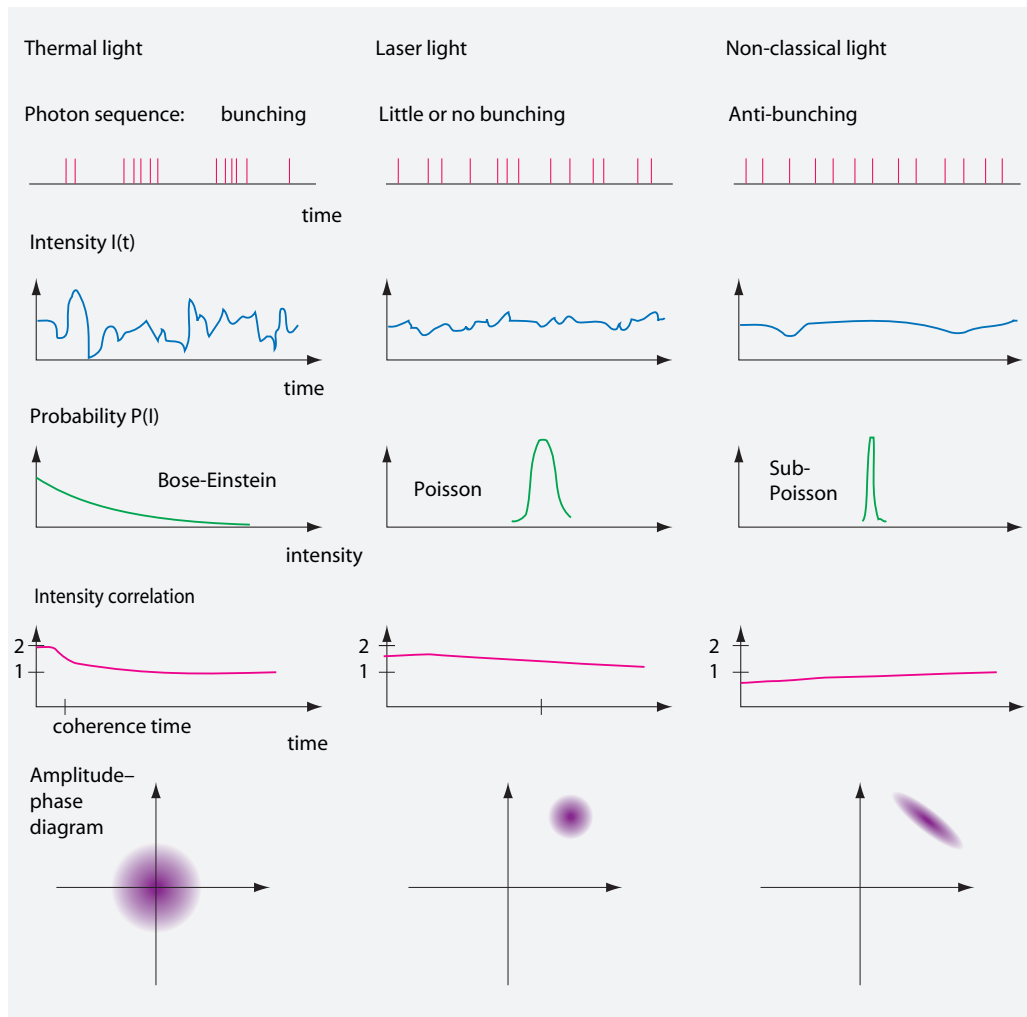 Thermal light
Laser light
Non-classical light
Photon sequence: bunching
Little or no bunching
Anti-bunching
time
Intensity I(t)
time
Probability P(I)
Bose-Einstein
Poisson
Sub-
Poisson
intensity
Intensity correlation
2
1
2
1
2
1
coherence time
time
Amplitude–
phase
diagram